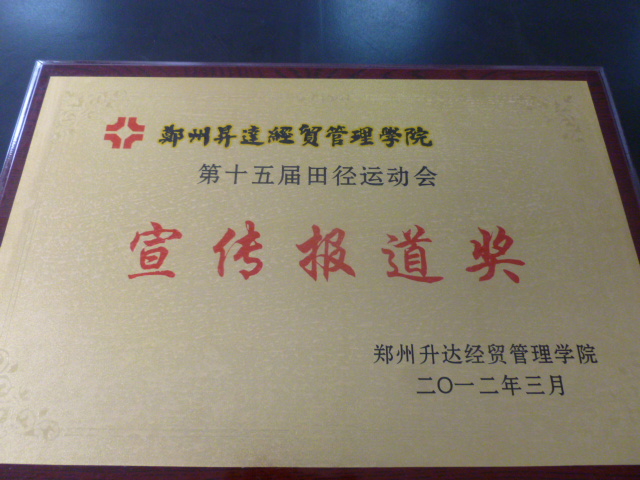 鄭州昇達經貿管理學院
第十五届田径运动会
宣传报道奖
郑州升达经贸管理学院
二〇一二年三月